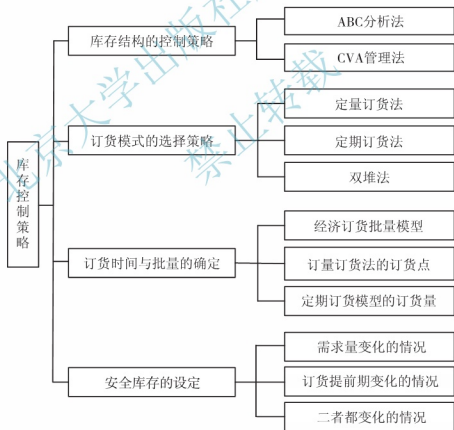 库存控制策略
库存结构的控制策略
ABC分析法
CVA管理法
订货模式的选择策略
定量订货法
定期订货法
双堆法
订货时间与批量的确定
经济订货批量模型
订量订货法的订货点
定期订货模型的订货量
安全库存的设定
需求量变化的情况
订货提前期变化的情况
二者都变化的情况
北京大学出版社
禁止转载